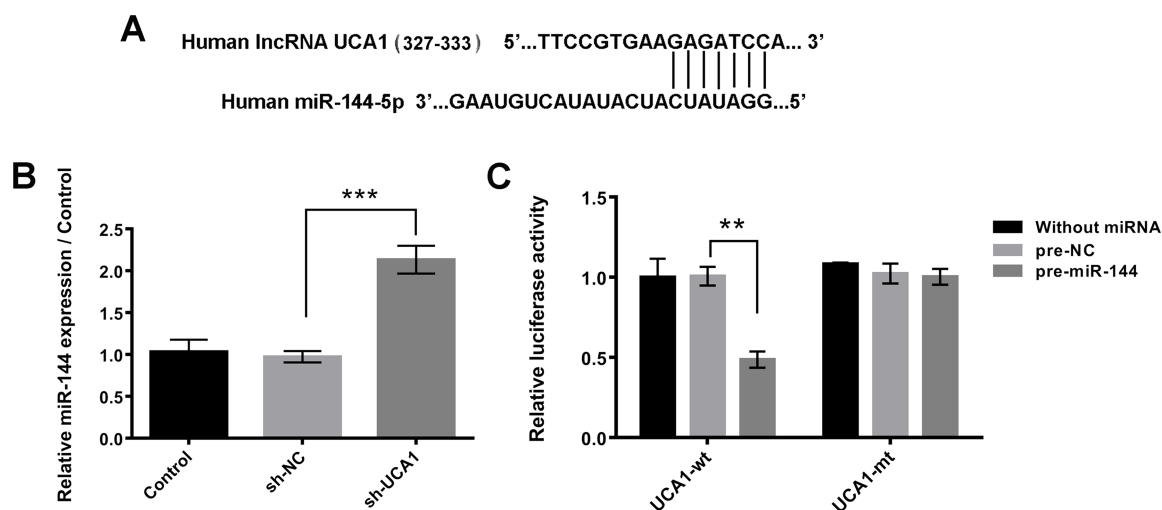 A
Human lncRNA UCA1 (327-333) 5’...TTCCGTGAAGAGATCCA... 3’
Human miR-144-5p 3’...GAAUGUCAUAUACUACUAUAGG...5’
B
Relative miR-144 expression / Control
2.5
2.0
1.5
1.0
0.5
0.0
***
Control
sh-NC
sh-UCA1
C
Relative luciferase activity
1.5
1.0
0.5
0.0
**
UCA1-wt
UCA1-mt
Without miRNA
pre-NC
pre-miR-144